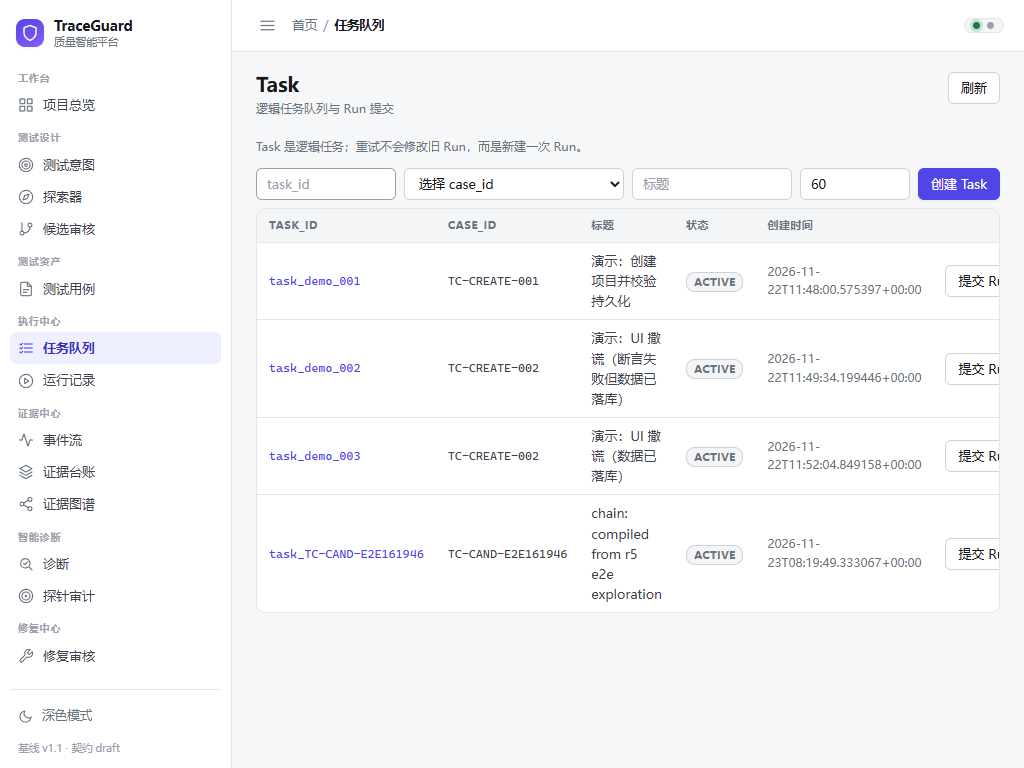 TraceGuard
质量智能平台
工作台
项目总览
测试设计
测试意图
探索器
候选审核
测试资产
测试用例
执行中心
任务队列
运行记录
证据中心
事件流
证据台账
证据图谱
智能诊断
诊断
探针审计
修复中心
修复审核
深色模式
基线 v1.1 · 契约 draft
首页 / 任务队列
Task
逻辑任务队列与 Run 提交
刷新
Task 是逻辑任务；重试不会修改旧 Run，而是新建一次 Run。
task_id 选择 case_id 标题 60 创建 Task
TASK_ID CASE_ID 标题 状态 创建时间
task_demo_001 TC-CREATE-001
演示：创建
项目并校验
持久化
ACTIVE
2026-11-
22T11:48:00.575397+00:00
提交 Ru
task_demo_002 TC-CREATE-002
演示：UI 撒
谎（断言失
败但数据已
落库）
ACTIVE
2026-11-
22T11:49:34.199446+00:00
提交 Ru
task_demo_003 TC-CREATE-002
演示：UI 撒
谎（数据已
落库）
ACTIVE
2026-11-
22T11:52:04.849158+00:00
提交 Ru
task_TC-CAND-E2E161946 TC-CAND-E2E161946
chain:
compiled
from r5
e2e
exploration
ACTIVE
2026-11-
23T08:19:49.333067+00:00
提交 Ru